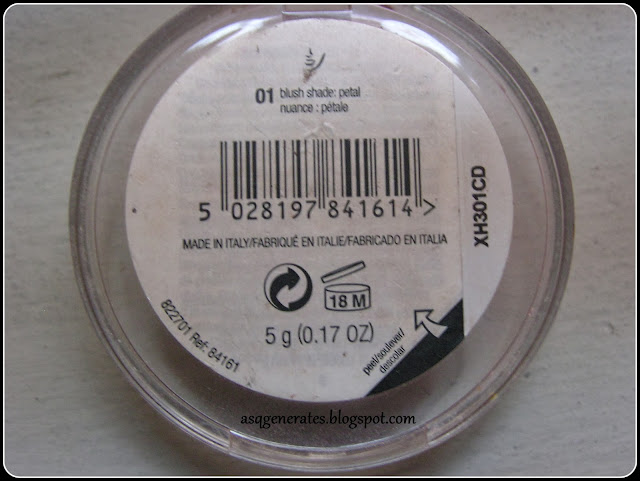 01 blush shade: petal
nuance : pétale
5 028197 841614 >
XH301CD
MADE IN ITALY/FABRIQUÉ EN ITALIE/FABRICADO EN ITALIA
18 M
5 g (0.17 OZ)
822701 Ref: 84161
peel/soulever/
descolar
asqgenerates.blogspot.com